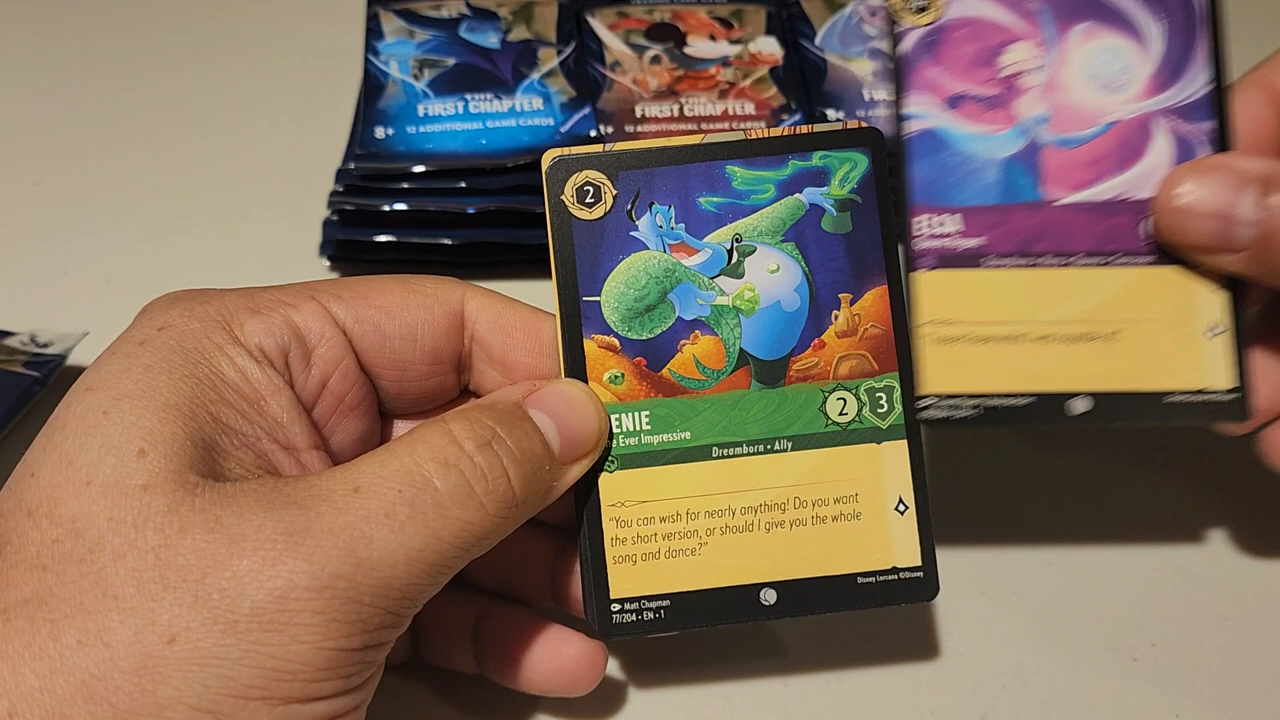 FIRST CHAPTER
8+ 12 ADDITIONAL GAME CARDS
FIRST CHAPTER
12 ADDITIONAL GAME CARDS
8+
2
ENIE
e Ever Impressive
2 3
Dreamborn • Ally
"You can wish for nearly anything! Do you want
the short version, or should I give you the whole
song and dance?"
Matt Chapman
77/204 • EN • 1
Disney Lorcana ©Disney
ELSA